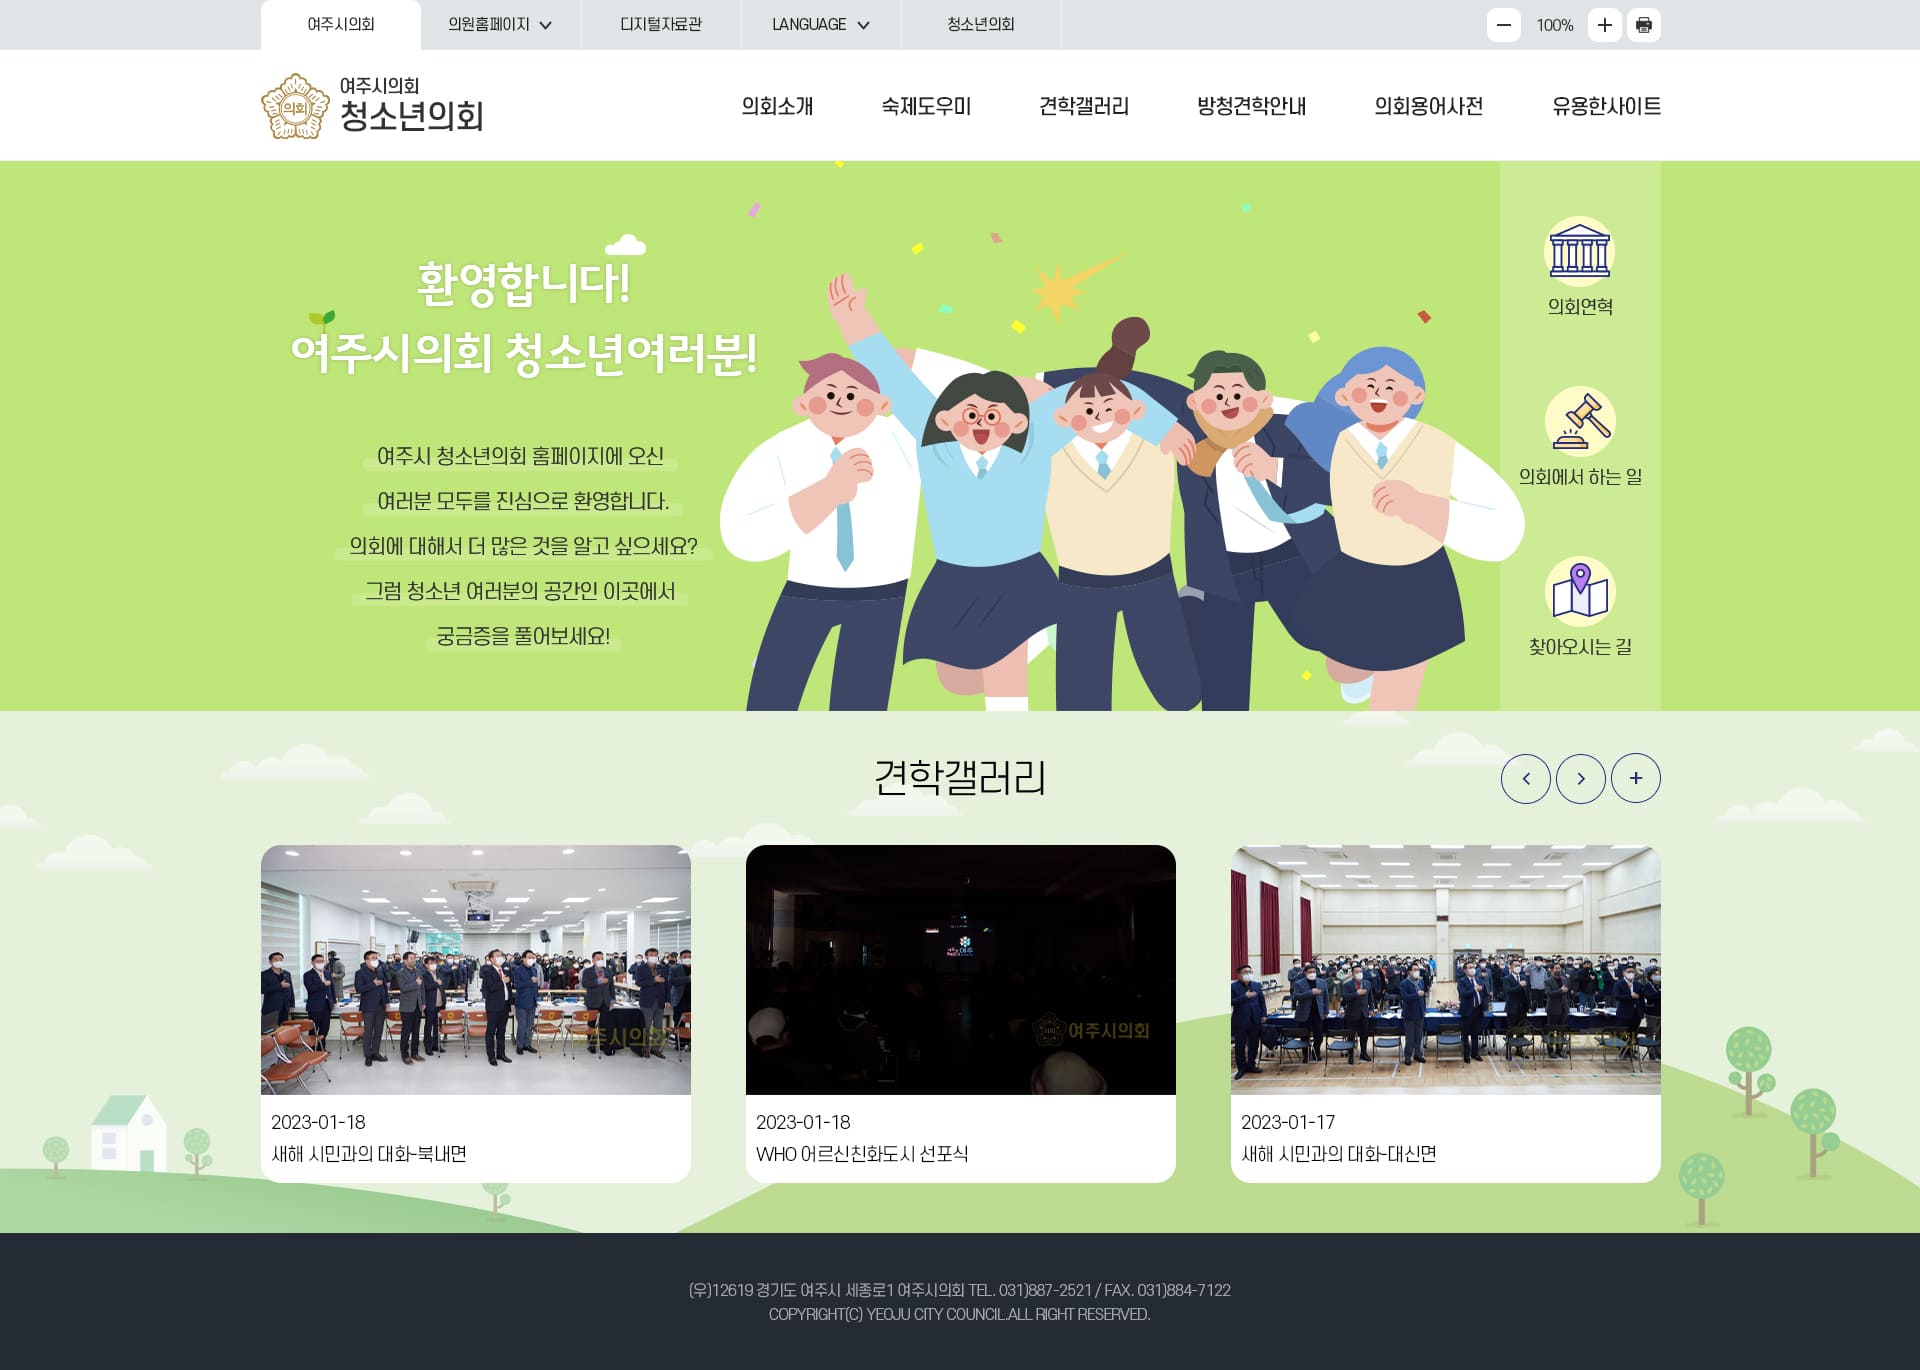 여주시의회
의원홈페이지
디지털자료관
LANGUAGE
청소년의회
100%
의회
여주시의회
청소년의회
의회소개
숙제도우미
견학갤러리
방청견학안내
의회용어사전
유용한사이트
환영합니다!
여주시의회 청소년여러분!
여주시 청소년의회 홈페이지에 오신
여러분 모두를 진심으로 환영합니다.
의회에 대해서 더 많은 것을 알고 싶으세요?
그럼 청소년 여러분의 공간인 이곳에서
궁금증을 풀어보세요!
의회연혁
의회에서 하는 일
찾아오시는 길
견학갤러리
여주시의회
여주시의회
2023-01-18
새해 시민과의 대화-북내면
2023-01-18
WHO 어르신친화도시 선포식
2023-01-17
새해 시민과의 대화-대신면
(우)12619 경기도 여주시 세종로1 여주시의회 TEL. 031)887-2521 / FAX. 031)884-7122
COPYRIGHT(C) YEOJU CITY COUNCIL.ALL RIGHT RESERVED.